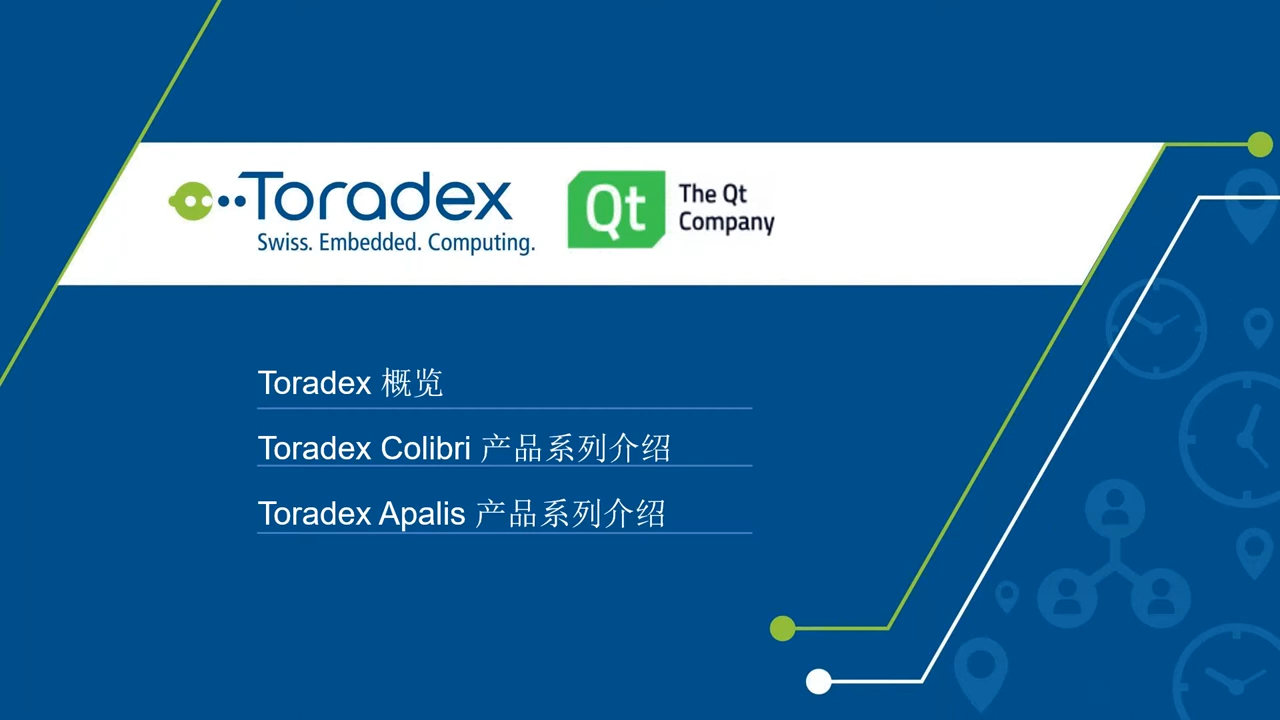 Toradex
Swiss. Embedded. Computing.
Qt
The Qt
Company
Toradex 概览
Toradex Colibri 产品系列介绍
Toradex Apalis 产品系列介绍